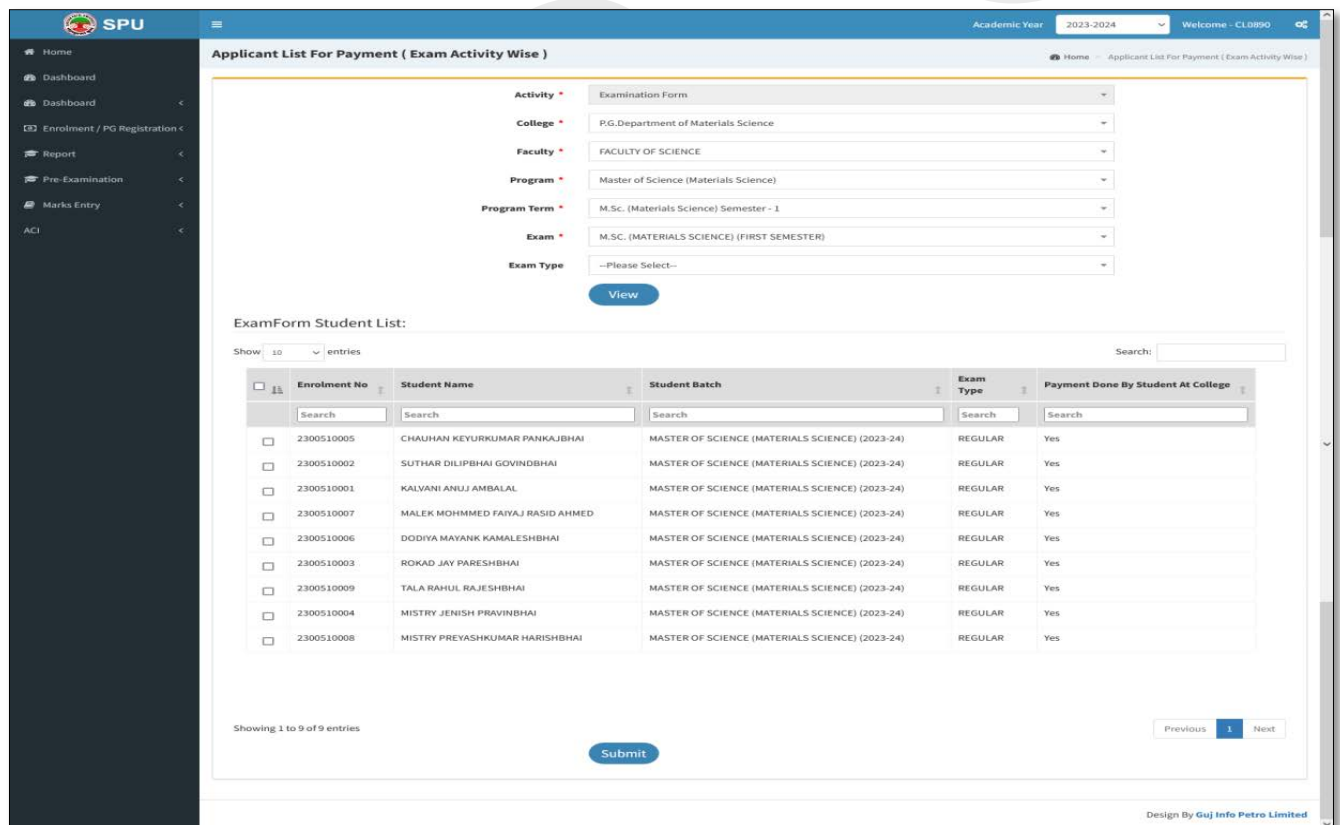 SPU
Academic Year 2023-2024 Welcome - CL0890
Home
Dashboard
Dashboard
Enrolment / PG Registration
Report
Pre-Examination
Marks Entry
ACI
Applicant List For Payment ( Exam Activity Wise )
Home Applicant List For Payment ( Exam Activity Wise )
Activity * Examination Form
College * P.G.Department of Materials Science
Faculty * FACULTY OF SCIENCE
Program * Master of Science (Materials Science)
Program Term * M.Sc. (Materials Science) Semester - 1
Exam * M.SC. (MATERIALS SCIENCE) (FIRST SEMESTER)
Exam Type --Please Select--
View
ExamForm Student List:
Show 10 entries Search:
Enrolment No Student Name Student Batch Exam Type Payment Done By Student At College
Search Search Search Search Search
2300510005 CHAUHAN KEYURKUMAR PANKAJBHAI MASTER OF SCIENCE (MATERIALS SCIENCE) (2023-24) REGULAR Yes
2300510002 SUTHAR DILIPBHAI GOVINDBHAI MASTER OF SCIENCE (MATERIALS SCIENCE) (2023-24) REGULAR Yes
2300510001 KALVANI ANUJ AMBALAL MASTER OF SCIENCE (MATERIALS SCIENCE) (2023-24) REGULAR Yes
2300510007 MALEK MOHMMED FAIYAJ RASID AHMED MASTER OF SCIENCE (MATERIALS SCIENCE) (2023-24) REGULAR Yes
2300510006 DODIYA MAYANK KAMALESHBHAI MASTER OF SCIENCE (MATERIALS SCIENCE) (2023-24) REGULAR Yes
2300510003 ROKAD JAY PARESHBHAI MASTER OF SCIENCE (MATERIALS SCIENCE) (2023-24) REGULAR Yes
2300510009 TALA RAHUL RAJESHBHAI MASTER OF SCIENCE (MATERIALS SCIENCE) (2023-24) REGULAR Yes
2300510004 MISTRY JENISH PRAVINBHAI MASTER OF SCIENCE (MATERIALS SCIENCE) (2023-24) REGULAR Yes
2300510008 MISTRY PREYASHKUMAR HARISHBHAI MASTER OF SCIENCE (MATERIALS SCIENCE) (2023-24) REGULAR Yes
Showing 1 to 9 of 9 entries
Previous 1 Next
Submit
Design By Guj Info Petro Limited